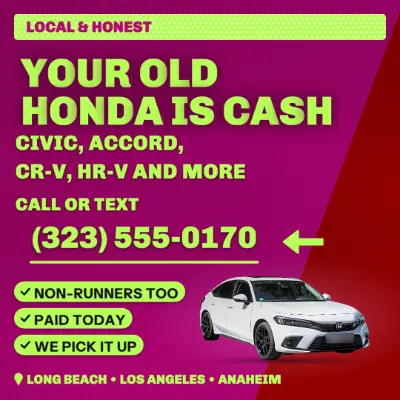 LOCAL & HONEST
YOUR OLD
HONDA IS CASH
CIVIC, ACCORD,
CR-V, HR-V AND MORE
CALL OR TEXT
(323) 555-0170
NON-RUNNERS TOO
PAID TODAY
WE PICK IT UP
LONG BEACH • LOS ANGELES • ANAHEIM